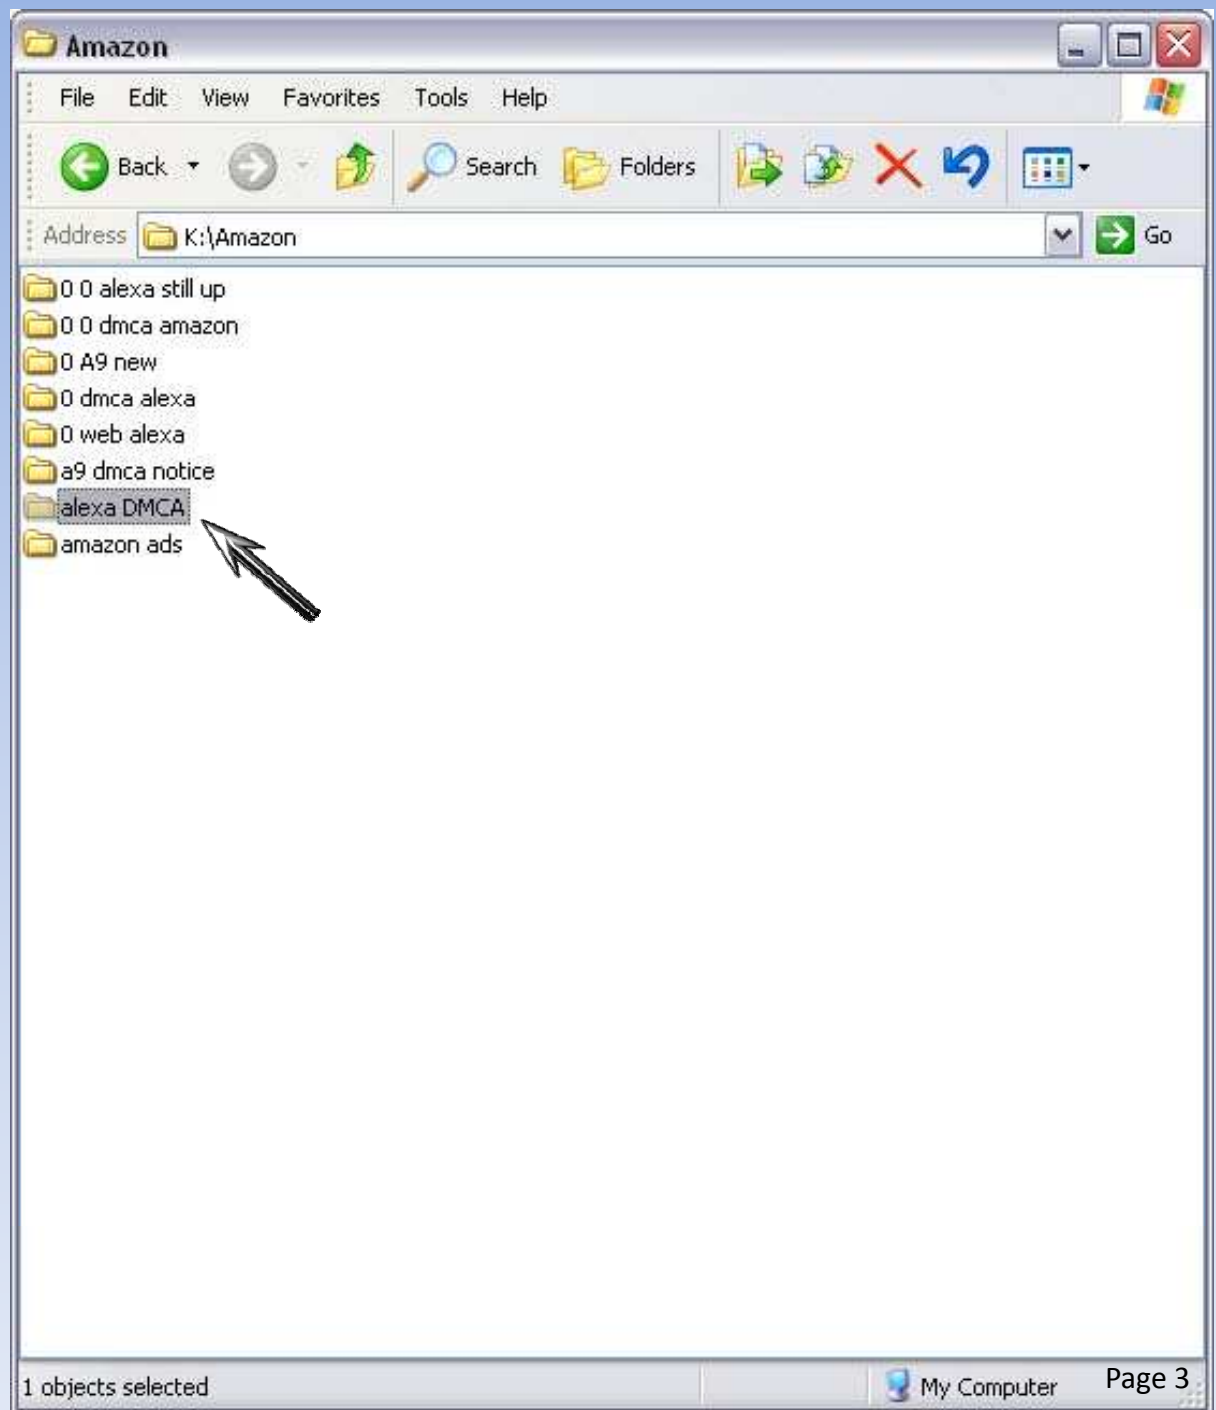 Amazon
File Edit View Favorites Tools Help
Back Search Folders
Address K:\Amazon Go
0 0 alexa still up
0 0 dmca amazon
0 A9 new
0 dmca alexa
0 web alexa
a9 dmca notice
alexa DMCA
amazon ads
1 objects selected My Computer Page 3